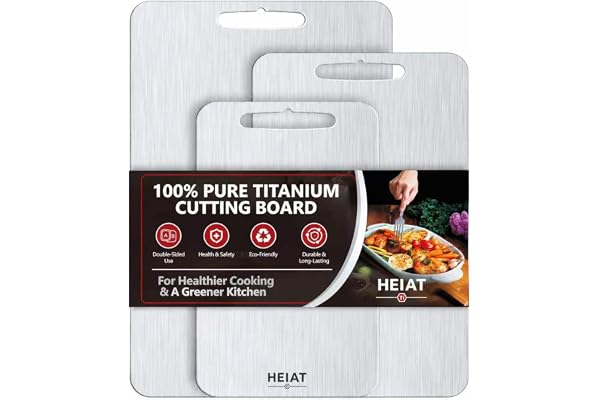 100% PURE TITANIUM
CUTTING BOARD
Double-Sided
Use
Health & Safety
Eco-Friendly
Durable &
Long-Lasting
For Healthier Cooking
& A Greener Kitchen
HEIAT
Ti
HEIAT